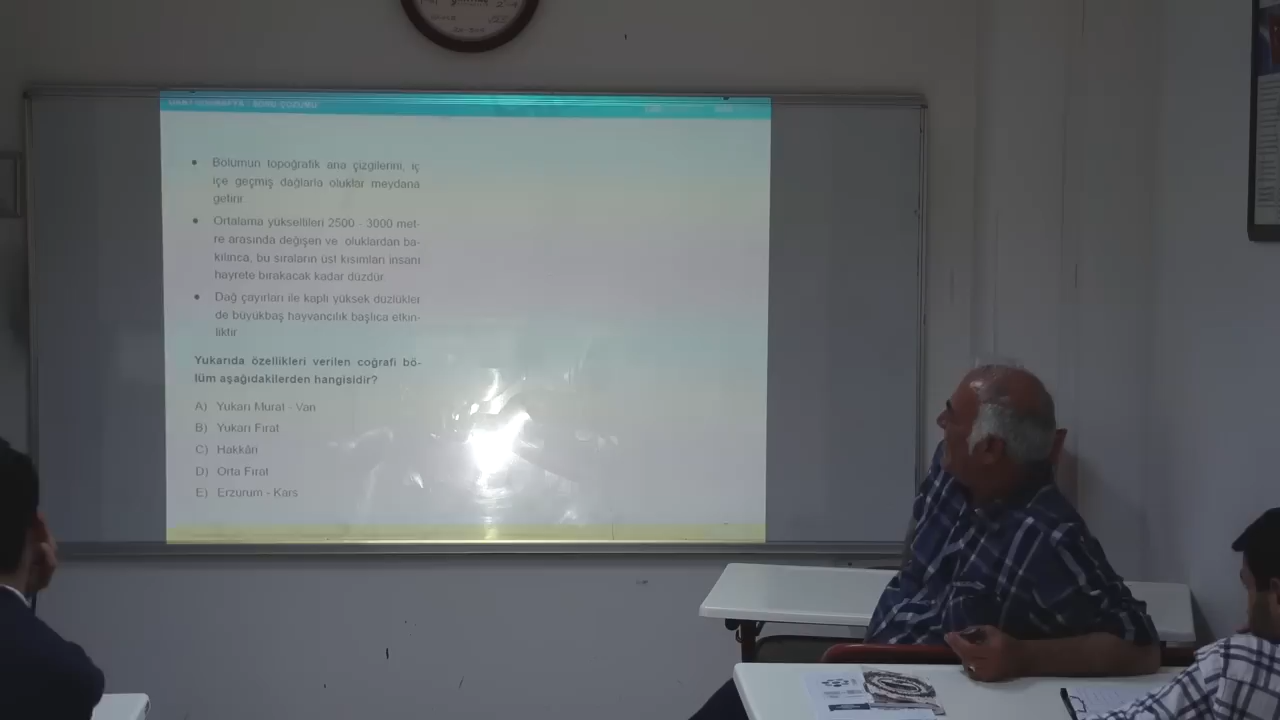 COĞRAFYA - SORU ÇÖZÜMÜ
• Bölümün topoğrafik ana çizgilerini, iç
içe geçmiş dağlarla oluklar meydana
getirir
• Ortalama yükseltileri 2500 - 3000 met-
re arasında değişen ve oluklardan ba-
kılınca, bu sıraların üst kısımları insanı
hayrete bırakacak kadar düzdür
• Dağ çayırları ile kaplı yüksek düzlükler
de büyükbaş hayvancılık başlıca etkin-
liktir
Yukarıda özellikleri verilen coğrafi bö-
lüm aşağıdakilerden hangisidir?
A) Yukarı Murat - Van
B) Yukarı Fırat
C) Hakkâri
D) Orta Fırat
E) Erzurum - Kars